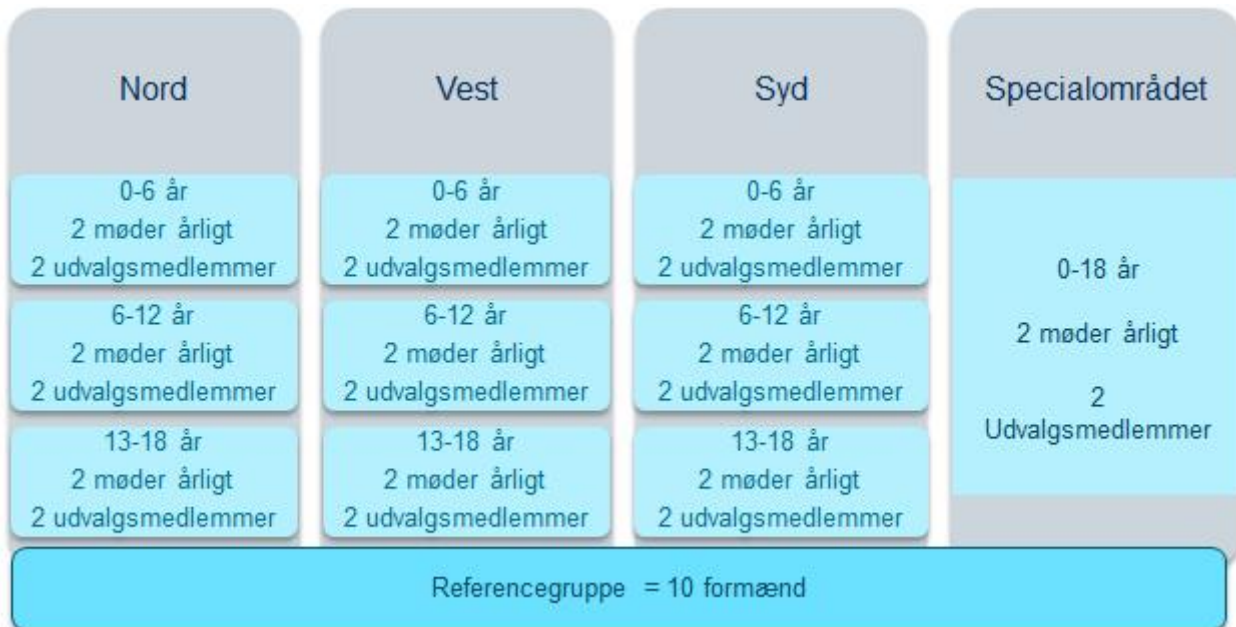 Nord
0-6 år
2 møder årligt
2 udvalgsmedlemmer
6-12 år
2 møder årligt
2 udvalgsmedlemmer
13-18 år
2 møder årligt
2 udvalgsmedlemmer
Vest
0-6 år
2 møder årligt
2 udvalgsmedlemmer
6-12 år
2 møder årligt
2 udvalgsmedlemmer
13-18 år
2 møder årligt
2 udvalgsmedlemmer
Syd
0-6 år
2 møder årligt
2 udvalgsmedlemmer
6-12 år
2 møder årligt
2 udvalgsmedlemmer
13-18 år
2 møder årligt
2 udvalgsmedlemmer
Specialområdet
0-18 år
2 møder årligt
2
Udvalgsmedlemmer
Referencegruppe = 10 formænd